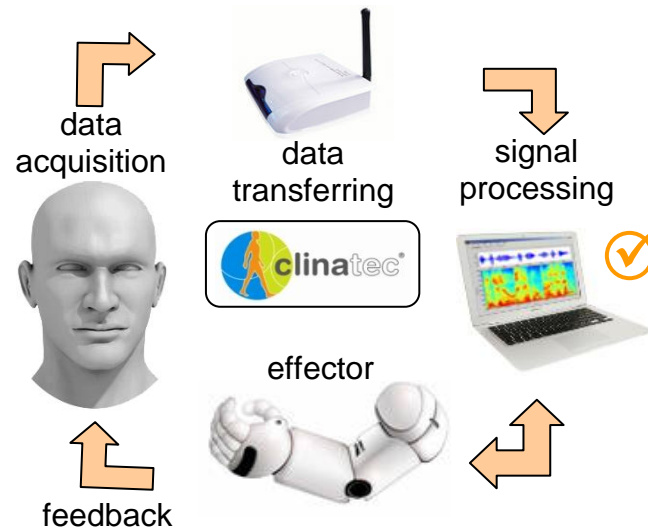 data
acquisition
data
transferring
signal
processing
clinatec®
effector
feedback